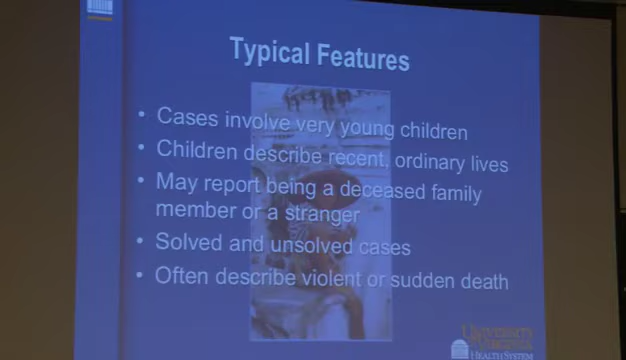 Typical Features
• Cases involve very young children
• Children describe recent, ordinary lives
• May report being a deceased family
member or a stranger
• Solved and unsolved cases
• Often describe violent or sudden death
UNIVERSITY
VIRGINIA
HEALTH SYSTEM